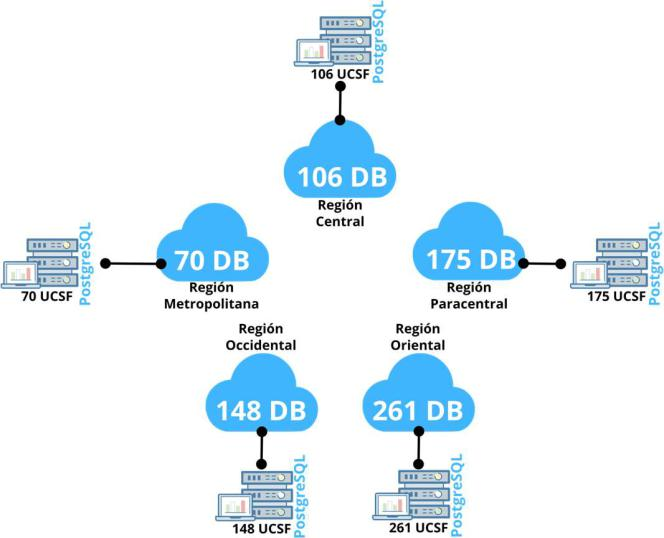 PostgreSQL
106 UCSF
106 DB
Región
Central
70 DB
Región
Metropolitana
PostgreSQL
70 UCSF
175 DB
Región
Paracentral
PostgreSQL
175 UCSF
Región
Occidental
148 DB
PostgreSQL
148 UCSF
Región
Oriental
261 DB
PostgreSQL
261 UCSF